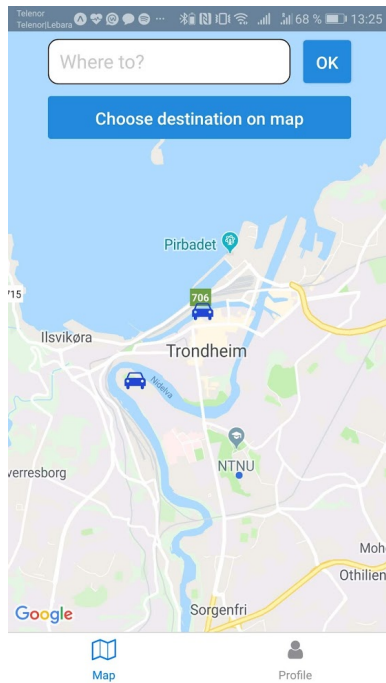 Telenor
Telenor|Lebara 68 % 13:25
Where to?
OK
Choose destination on map
Pirbadet
715
706
Ilsvikøra
Trondheim
Nidelva
NTNU
verresborg
Moh
Othilien
Sorgenfri
Google
Map
Profile